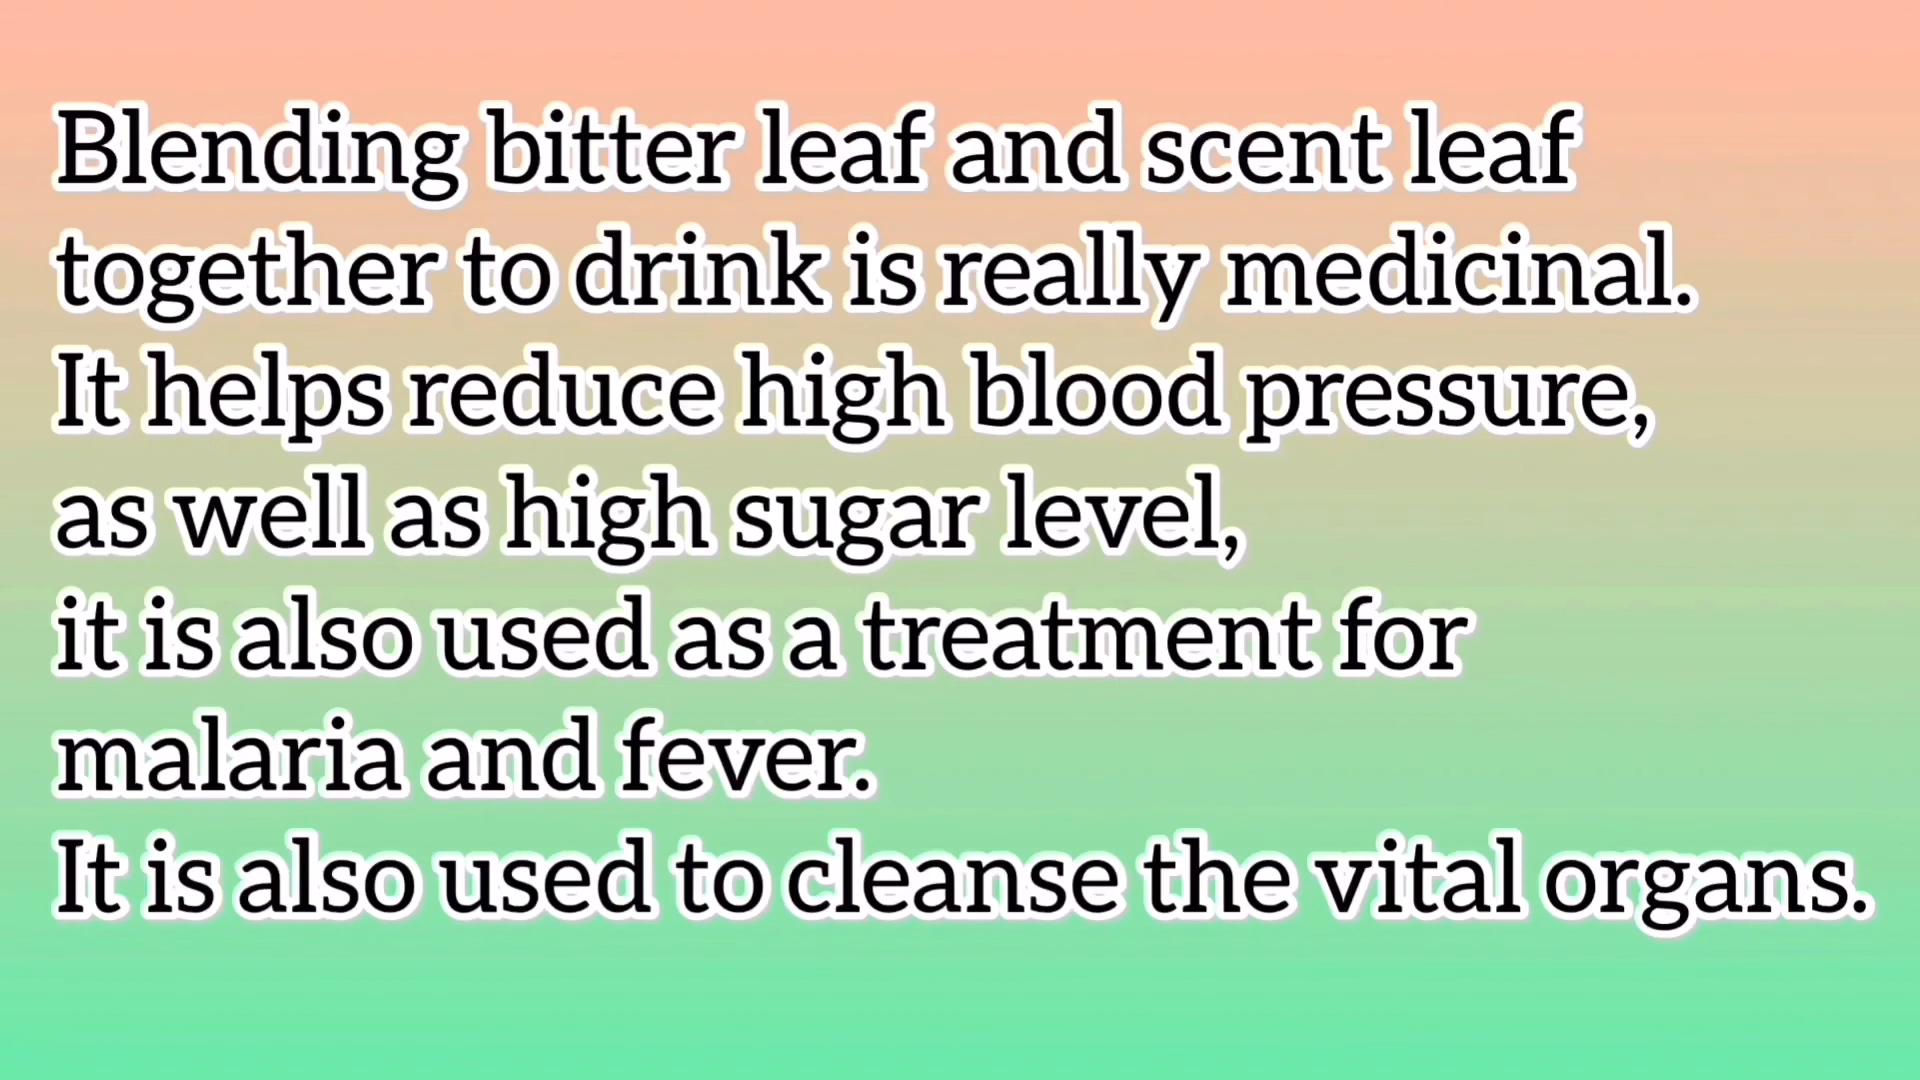 Blending bitter leaf and scent leaf
together to drink is really medicinal.
It helps reduce high blood pressure,
as well as high sugar level,
it is also used as a treatment for
malaria and fever.
It is also used to cleanse the vital organs.